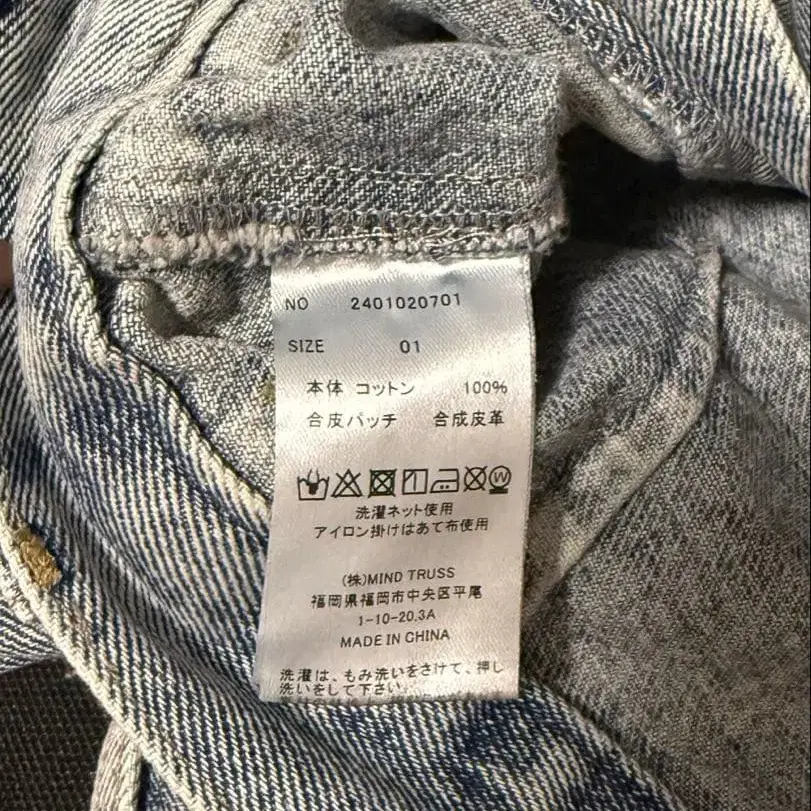 NO 2401020701
SIZE 01
本体 コットン 100%
合皮パッチ 合成皮革
洗濯ネット使用
アイロン掛けはあて布使用
(株)MIND TRUSS
福岡県福岡市中央区平尾
1-10-20.3A
MADE IN CHINA
洗濯は、もみ洗いをさけて、押し
洗いをして下さい。